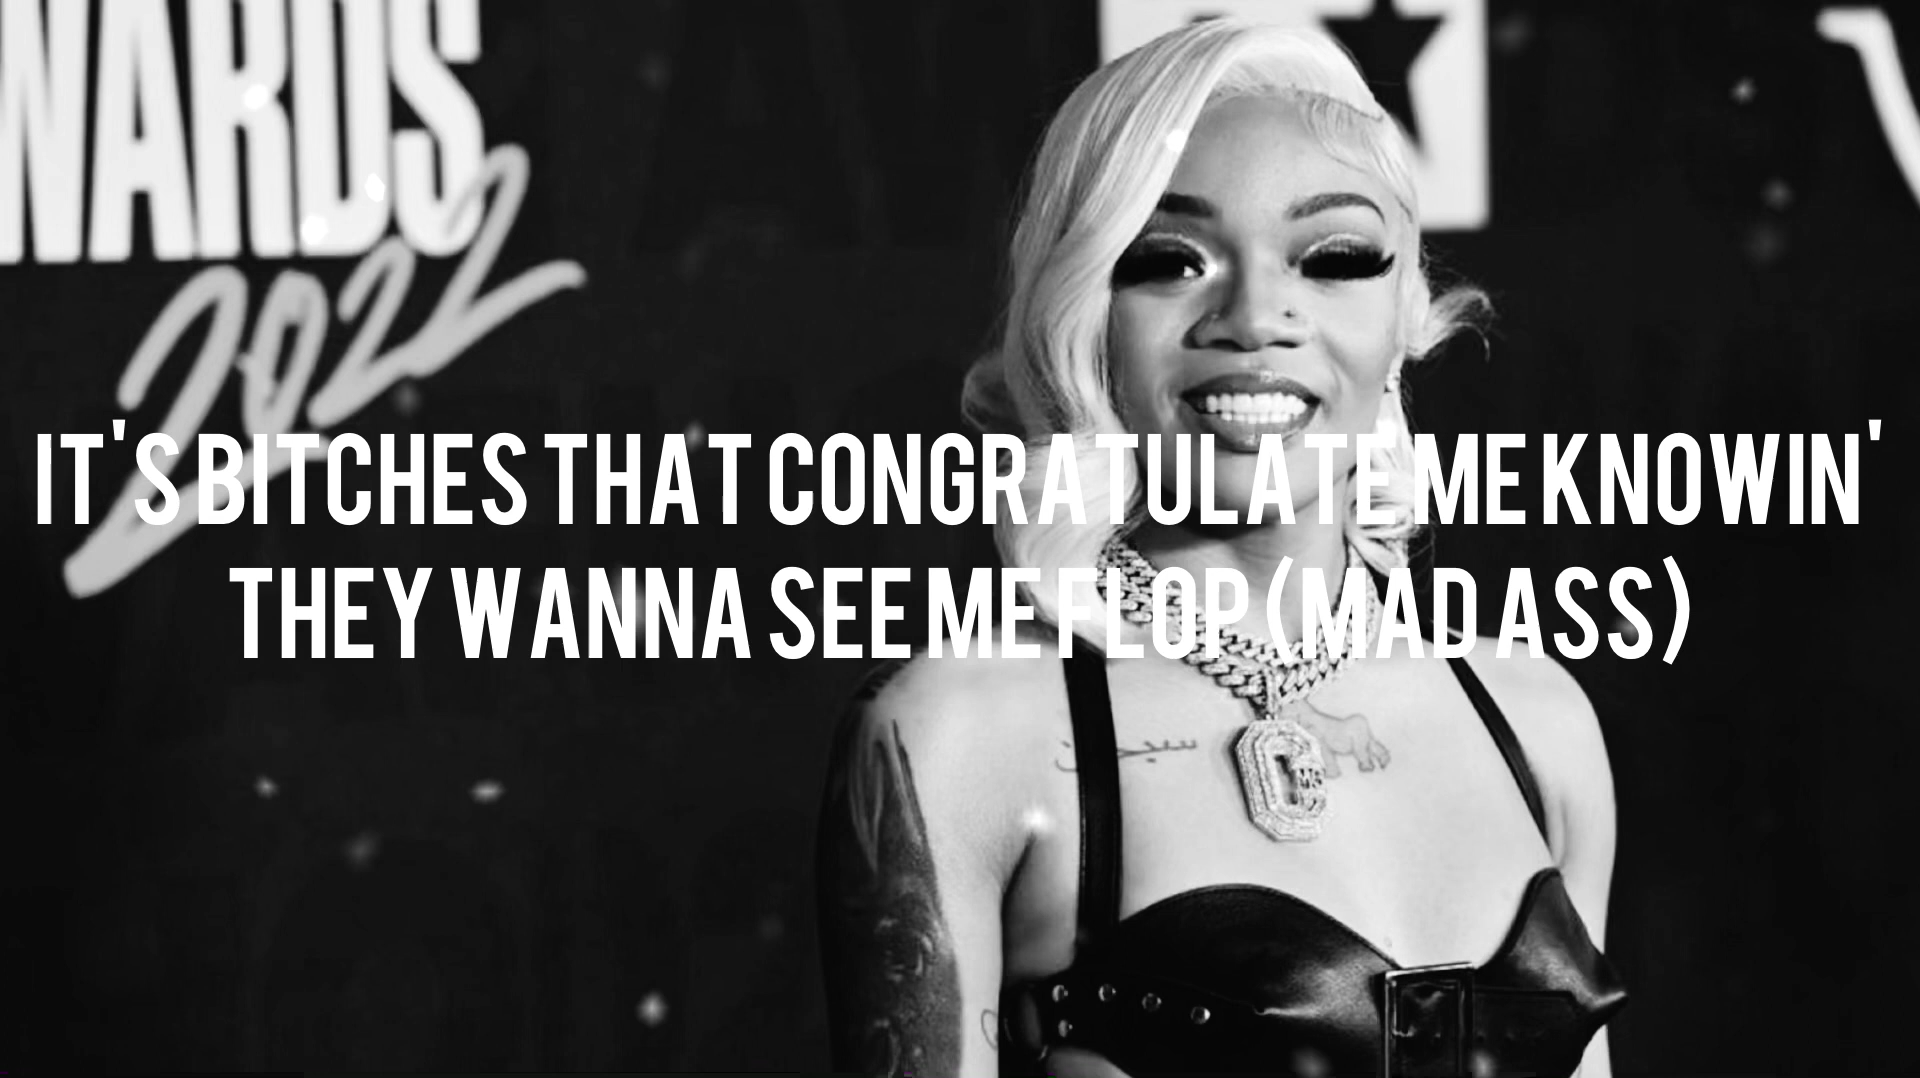 WARDS
2022
IT'S BITCHES THAT CONGRATULATE ME KNOWIN'
THEY WANNA SEE ME FLOP (MAD ASS)
C